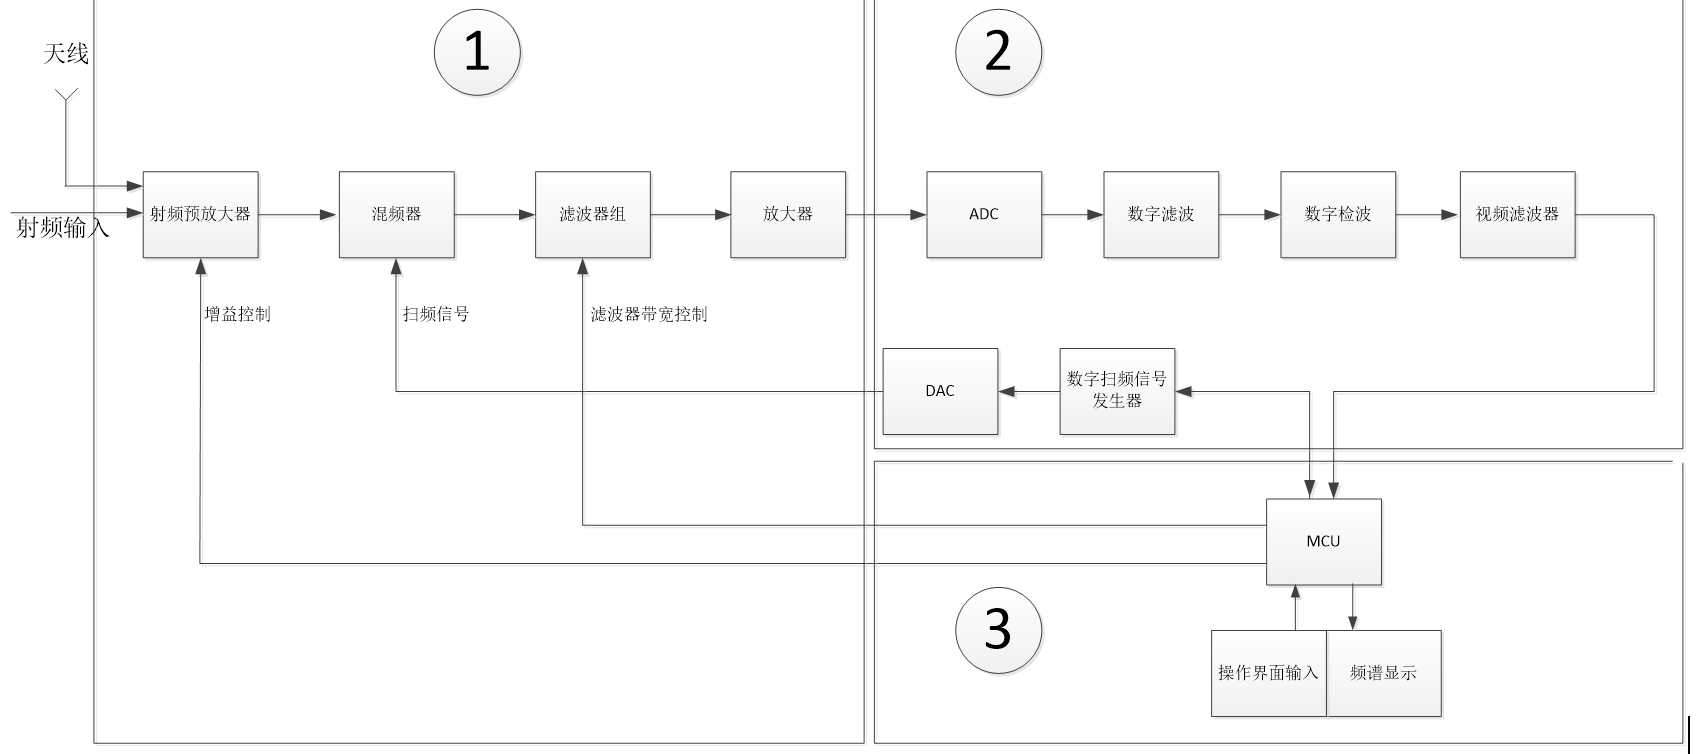 1
2
天线
射频输入
射频预放大器
混频器
滤波器组
放大器
ADC
数字滤波
数字检波
视频滤波器
增益控制
扫频信号
滤波器带宽控制
DAC
数字扫频信号
发生器
MCU
3
操作界面输入
频谱显示